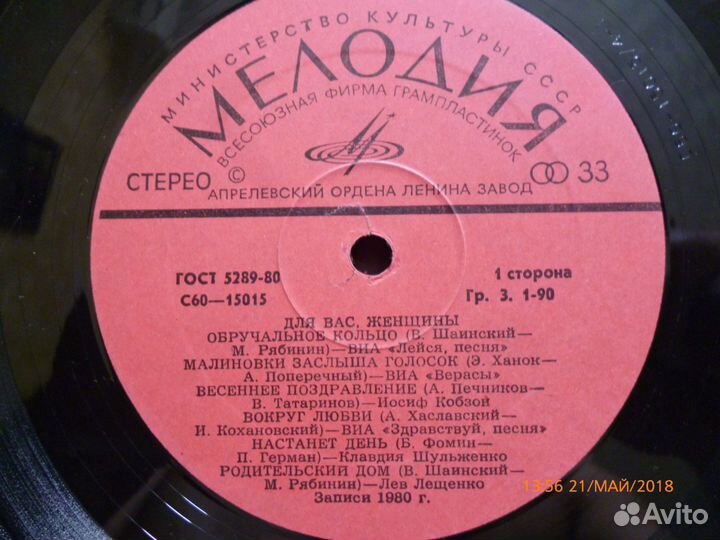 МИНИСТЕРСТВО КУЛЬТУРЫ СССР
МЕЛОДИЯ
ВСЕСОЮЗНАЯ ФИРМА ГРАМПЛАСТИНОК
СТЕРЕО © 33
АПРЕЛЕВСКИЙ ОРДЕНА ЛЕНИНА ЗАВОД
ГОСТ 5289-80 1 сторона
С60—15015 Гр. 3. 1-90
ДЛЯ ВАС, ЖЕНЩИНЫ
ОБРУЧАЛЬНОЕ КОЛЬЦО (В. Шаинский—
М. Рябинин)—ВИА «Лейся, песня»
МАЛИНОВКИ ЗАСЛЫША ГОЛОСОК (Э. Ханок—
А. Поперечный)—ВИА «Верасы»
ВЕСЕННЕЕ ПОЗДРАВЛЕНИЕ (А. Печников—
В. Татаринов)—Иосиф Кобзой
ВОКРУГ ЛЮБВИ (А. Хаславский—
И. Кохановский)—ВИА «Здравствуй, песня»
НАСТАНЕТ ДЕНЬ (Б. Фомин—
П. Герман)—Клавдия Шульженко
РОДИТЕЛЬСКИЙ ДОМ (В. Шаинский—
М. Рябинин)—Лев Лещенко
Записи 1980 г.
13:56 21/МАЙ/2018
Avito